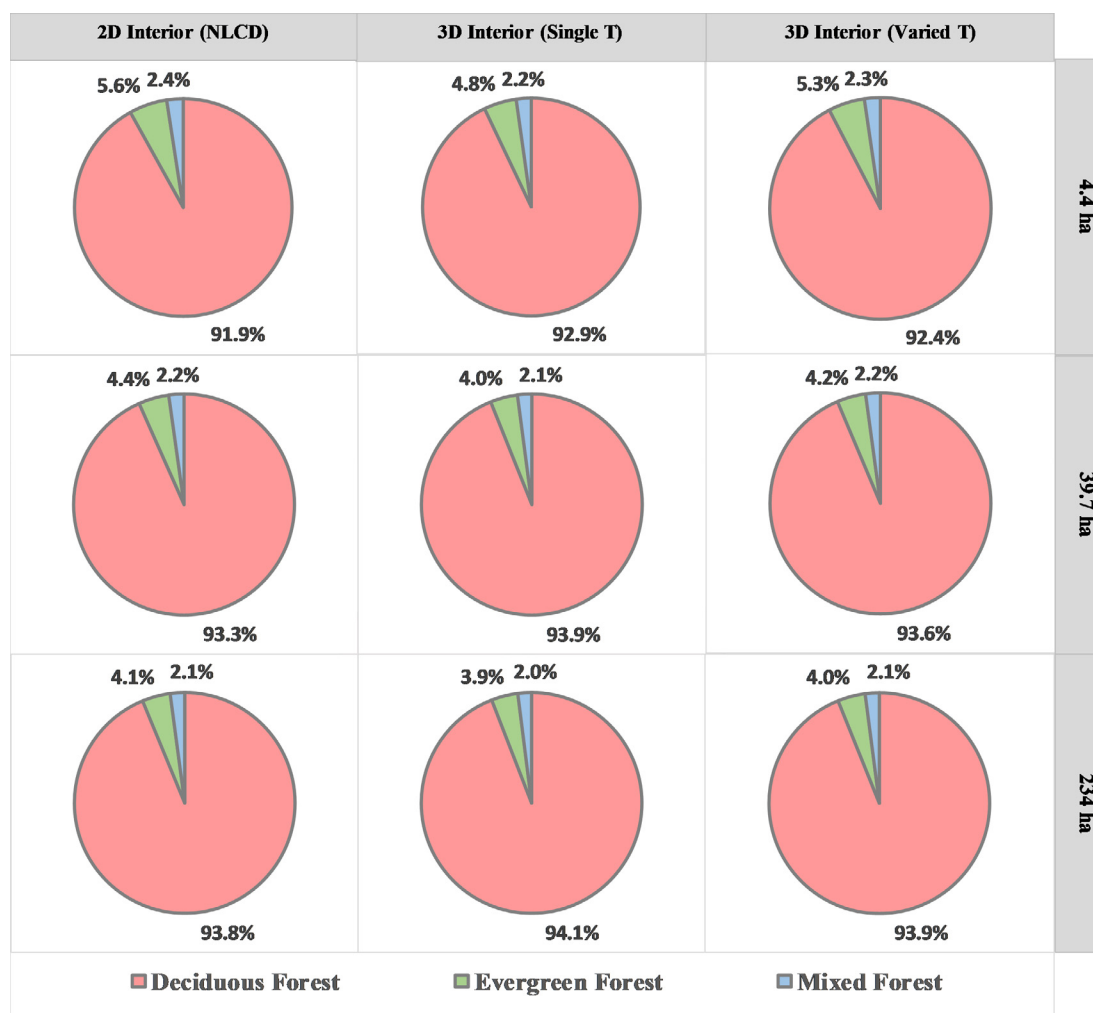 2D Interior (NLCD) 3D Interior (Single T) 3D Interior (Varied T)
5.6% 2.4% 4.8% 2.2% 5.3% 2.3%
4.4 ha
91.9% 92.9% 92.4%
4.4% 2.2% 4.0% 2.1% 4.2% 2.2%
39.7 ha
93.3% 93.9% 93.6%
4.1% 2.1% 3.9% 2.0% 4.0% 2.1%
234 ha
93.8% 94.1% 93.9%
Deciduous Forest Evergreen Forest Mixed Forest